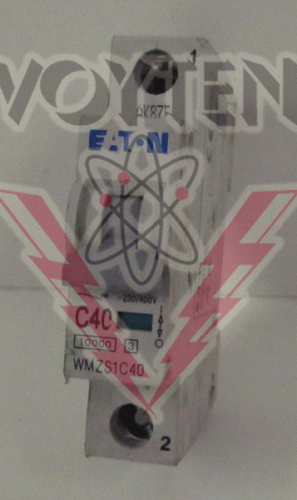 1
VOYTEN
EATON
~230/400V
C40
10000 3
WMZS1C40
2